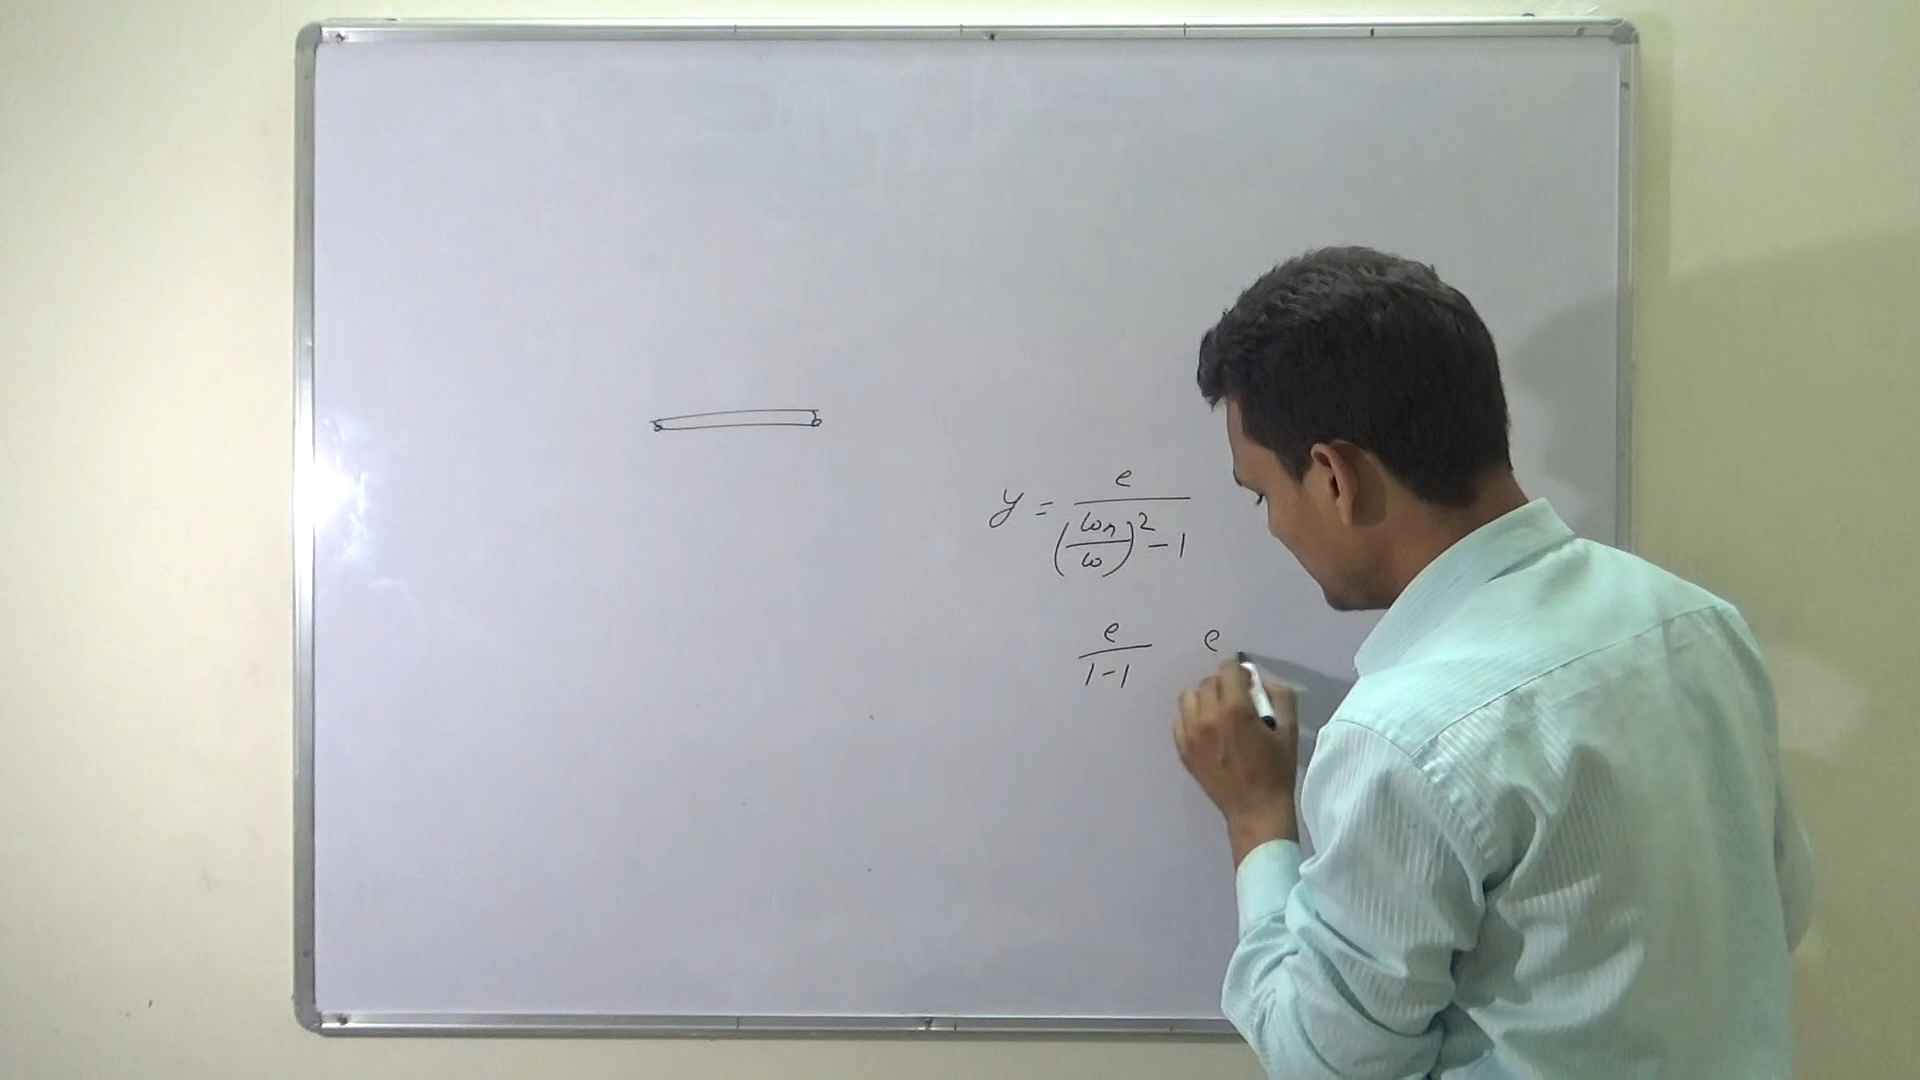 y = e / (ωn/ω)² - 1
e / 1-1   e